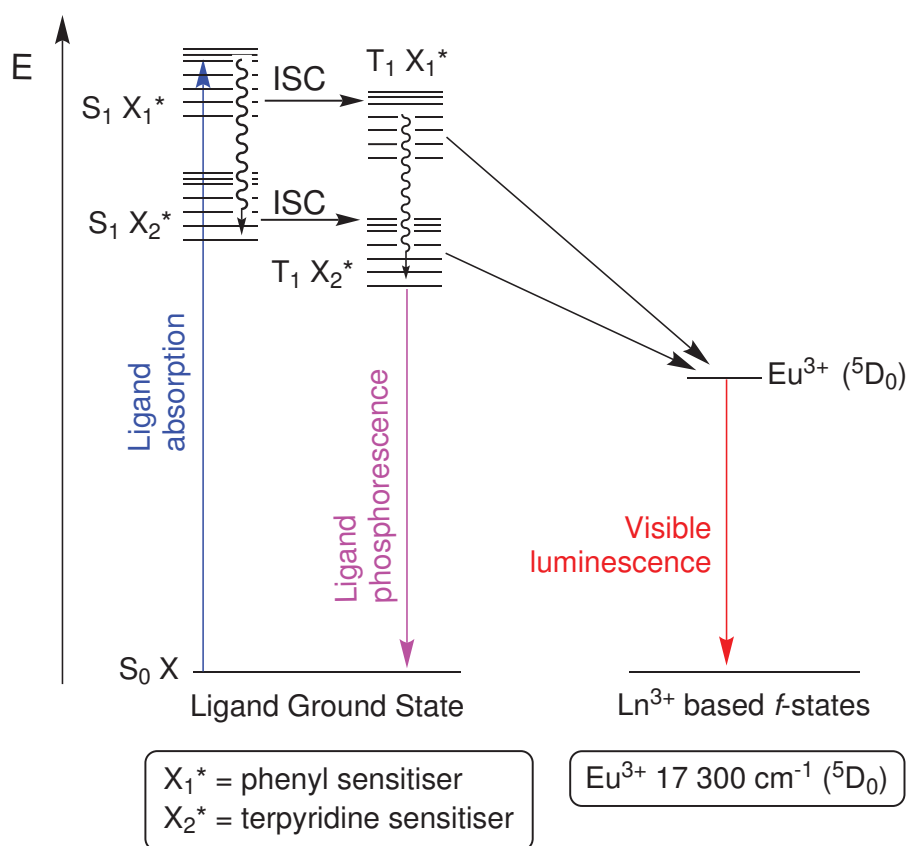 E
T₁ X₁*
ISC
S₁ X₁*
ISC
S₁ X₂*
T₁ X₂*
Ligand
absorption
Ligand
phosphorescence
Eu³⁺ (⁵D₀)
Visible
luminescence
S₀ X
Ligand Ground State
Ln³⁺ based f-states
X₁* = phenyl sensitiser
X₂* = terpyridine sensitiser
Eu³⁺ 17 300 cm⁻¹ (⁵D₀)